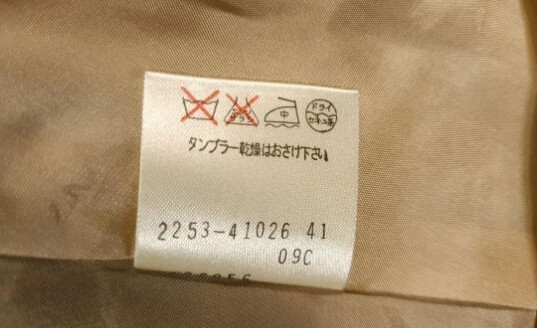 中 ドライ セキユ系
タンブラー乾燥はおさけ下さい
2253-41026 41
09C